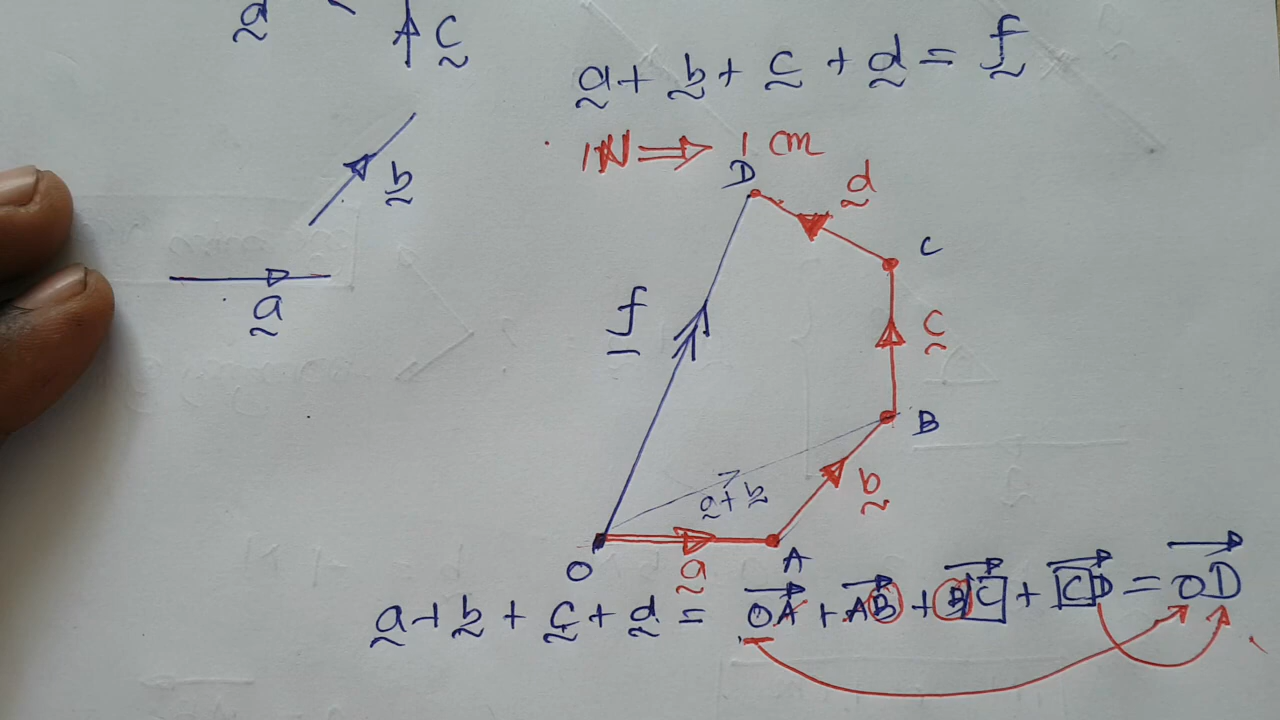 d
c
a + b + c + d = f
1N ⇒ 1 cm
D
d
b
C
a
f
c
B
a+b
b
O
a
A
a + b + c + d = OA + AB + BC + CD = OD